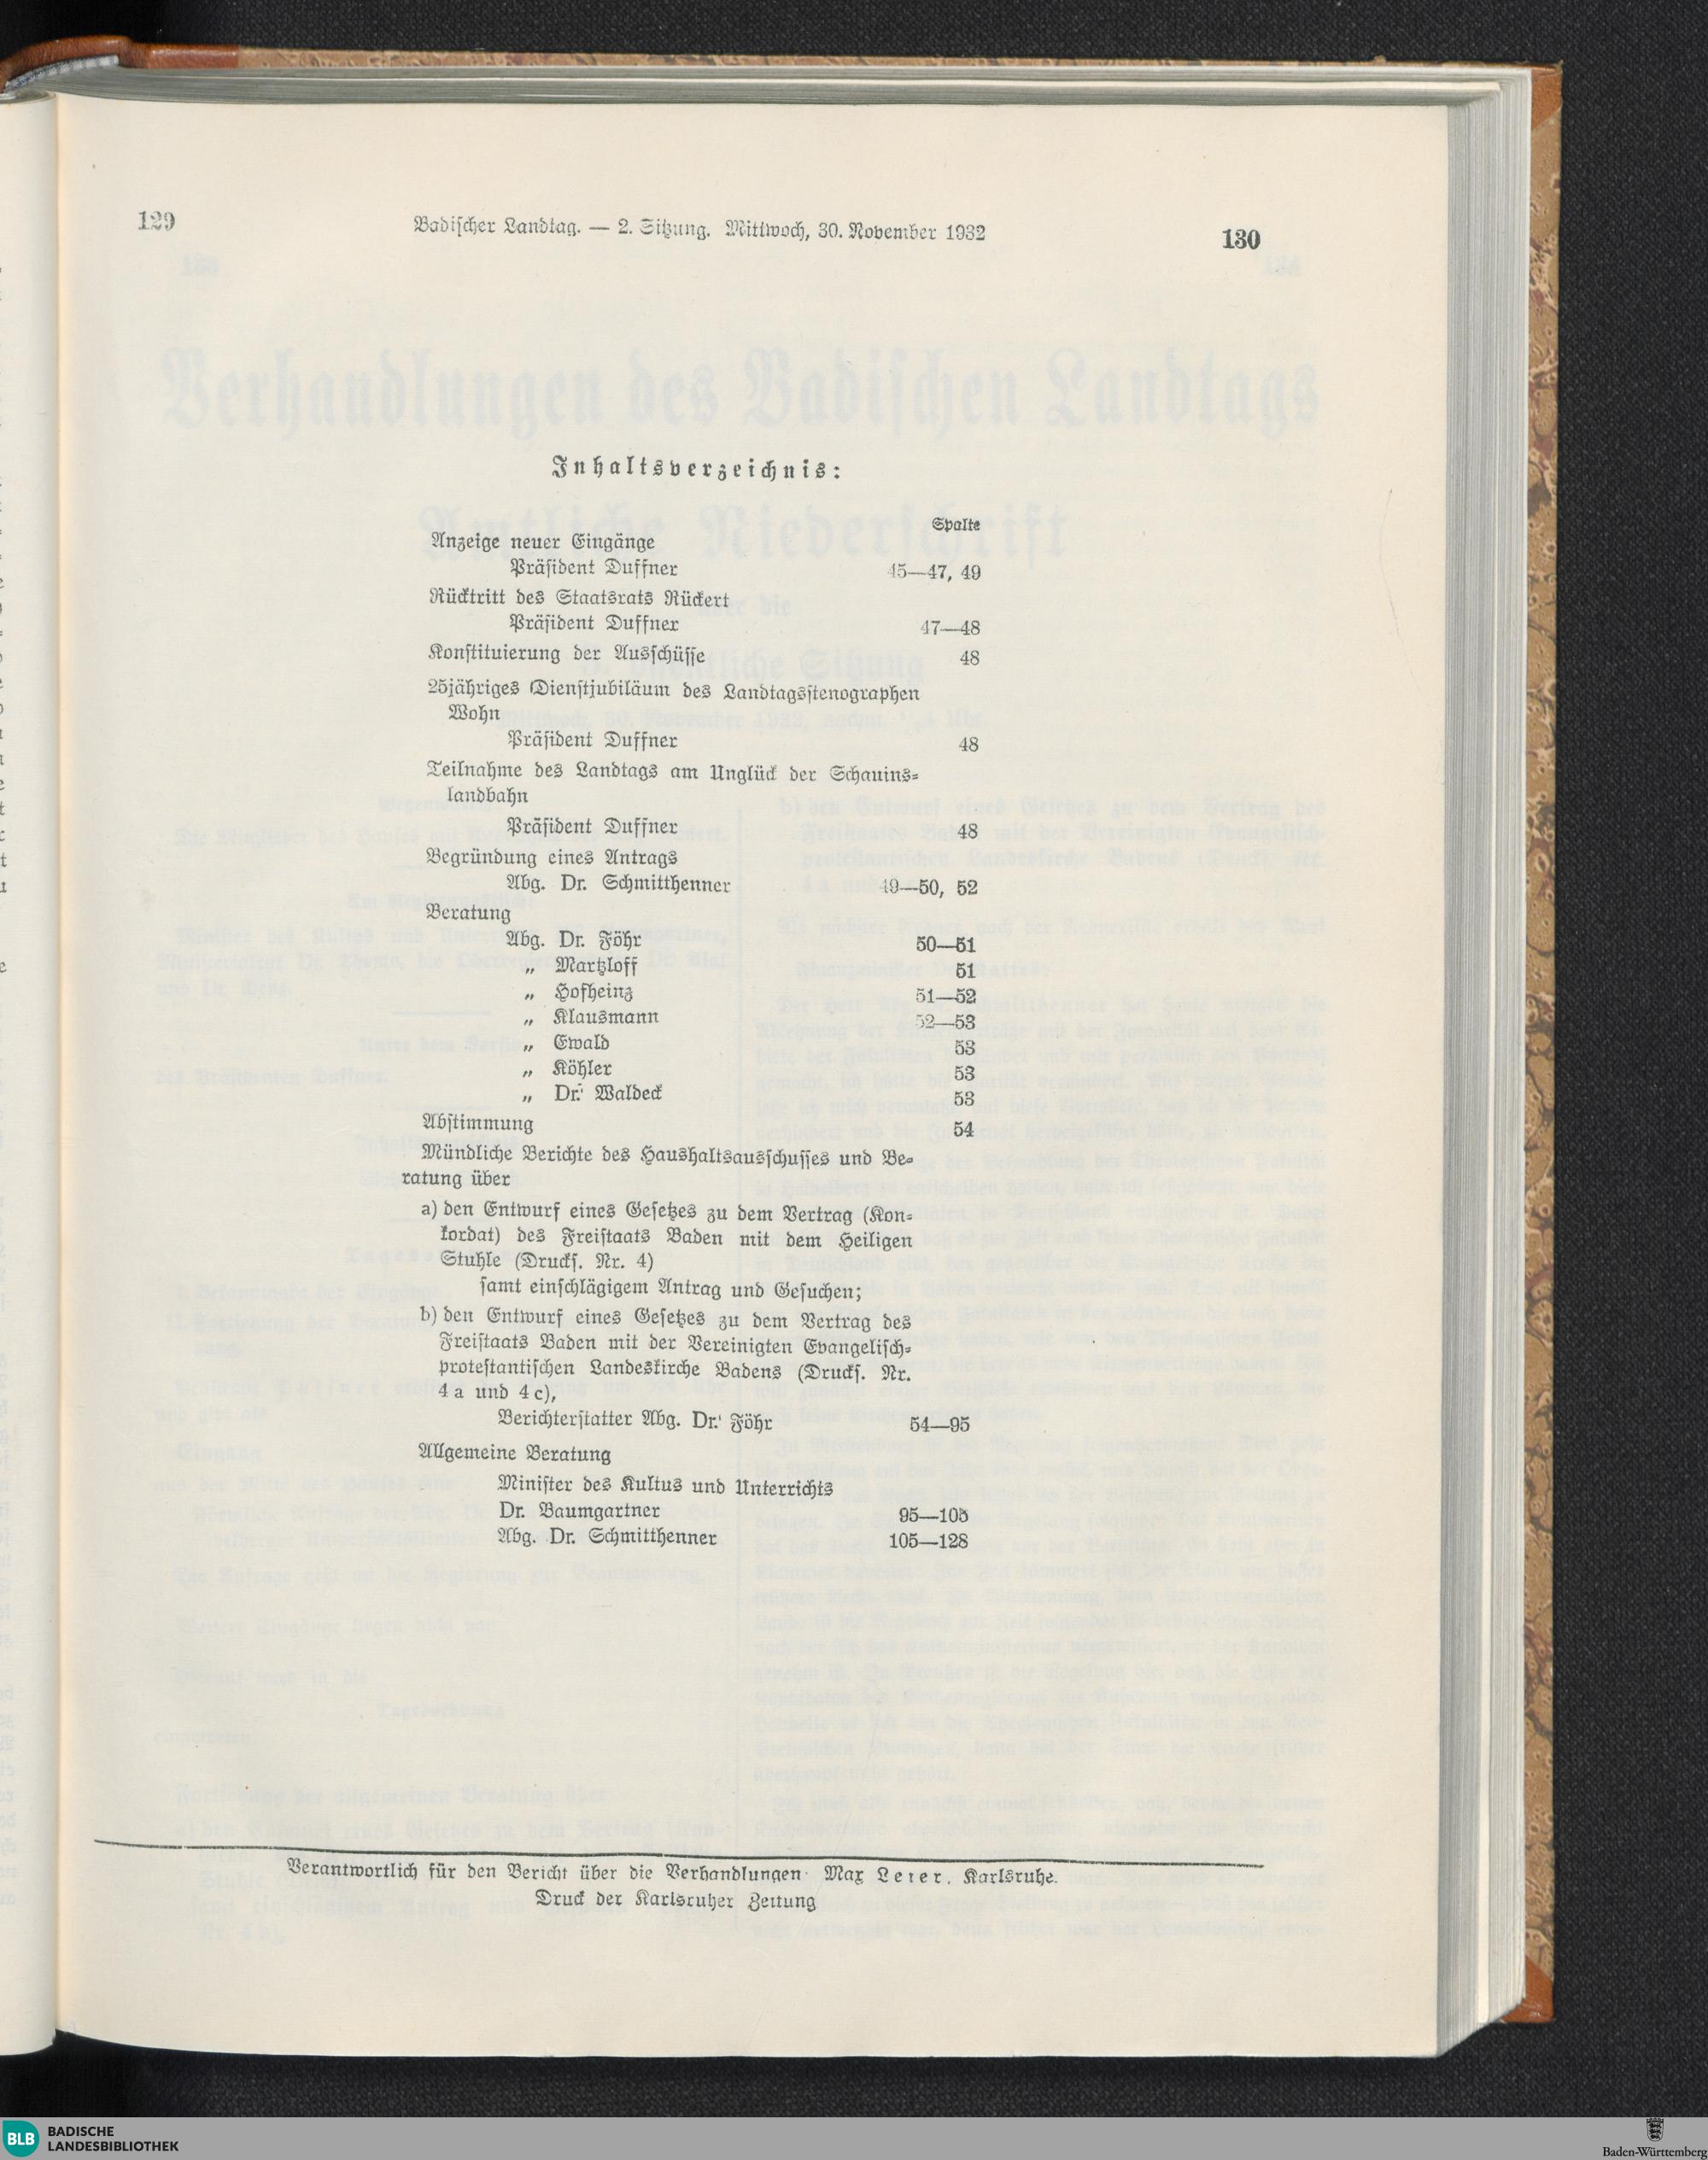 129
Badischer Landtag. — 2. Sitzung. Mittwoch, 30. November 1932
130
Inhaltsverzeichnis:
Spalte
Anzeige neuer Eingänge
Präsident Duffner 45—47, 49
Rücktritt des Staatsrats Rückert
Präsident Duffner 47—48
Konstituierung der Ausschüsse 48
25jähriges Dienstjubiläum des Landtagsstenographen
Wohn
Präsident Duffner 48
Teilnahme des Landtags am Unglück der Schauins-
landbahn
Präsident Duffner 48
Begründung eines Antrags
Abg. Dr. Schmitthenner 49—50, 52
Beratung
Abg. Dr. Föhr 50—51
„ Martzloff 51
„ Hofheinz 51—52
„ Klausmann 52—53
„ Ewald 53
„ Köhler 53
„ Dr. Waldeck 53
Abstimmung 54
Mündliche Berichte des Haushaltsausschusses und Be-
ratung über
a) den Entwurf eines Gesetzes zu dem Vertrag (Kon-
kordat) des Freistaats Baden mit dem Heiligen
Stuhle (Drucks. Nr. 4)
samt einschlägigem Antrag und Gesuchen;
b) den Entwurf eines Gesetzes zu dem Vertrag des
Freistaats Baden mit der Vereinigten Evangelisch-
protestantischen Landeskirche Badens (Drucks. Nr.
4 a und 4 c),
Berichterstatter Abg. Dr. Föhr 54—95
Allgemeine Beratung
Minister des Kultus und Unterrichts
Dr. Baumgartner 95—105
Abg. Dr. Schmitthenner 105—128
Verantwortlich für den Bericht über die Verhandlungen Max Karlsruhe.
Druck der Karlsruher Zeitung
BLB BADISCHE
LANDESBIBLIOTHEK
Baden-Württemberg